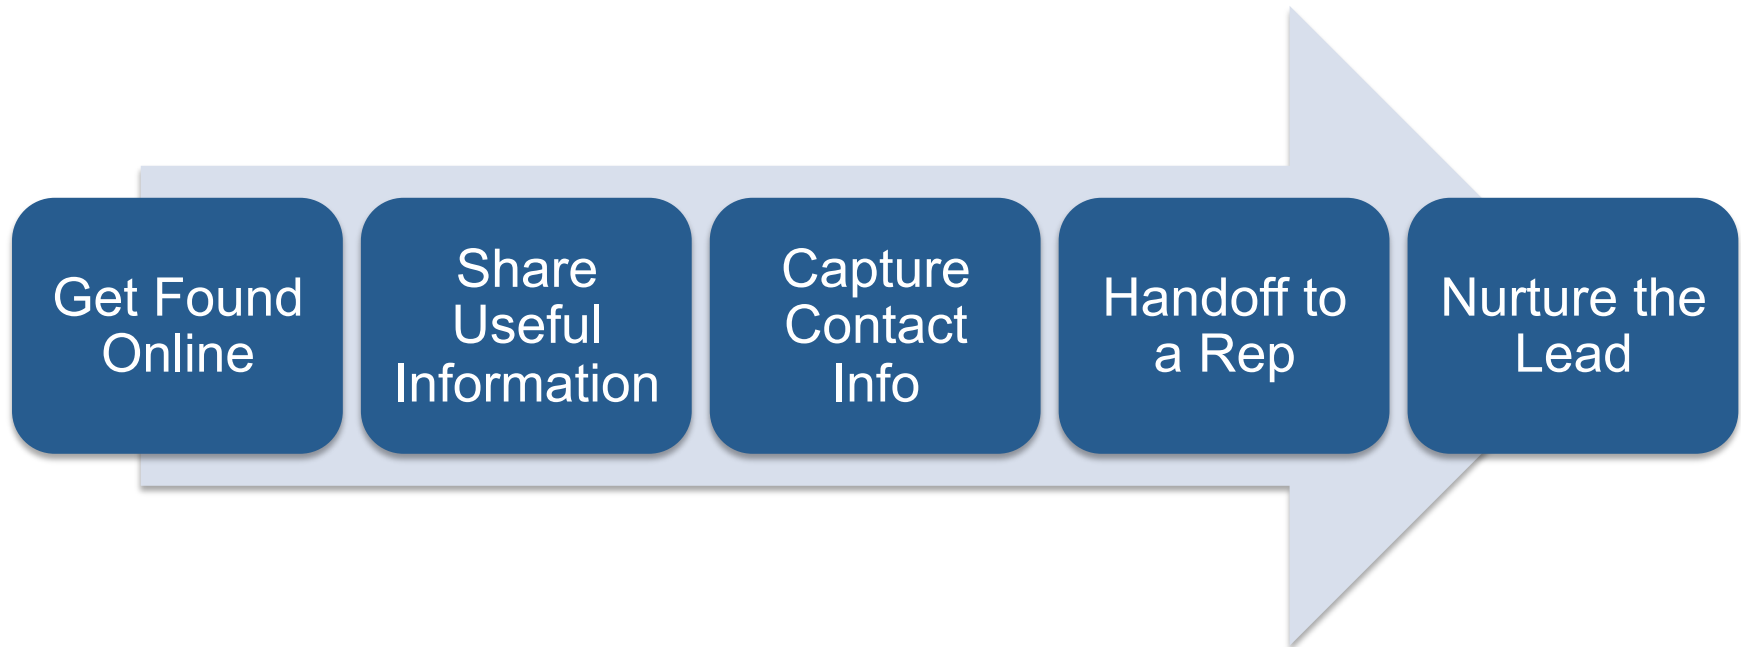 Get Found
Online
Share
Useful
Information
Capture
Contact
Info
Handoff to
a Rep
Nurture the
Lead